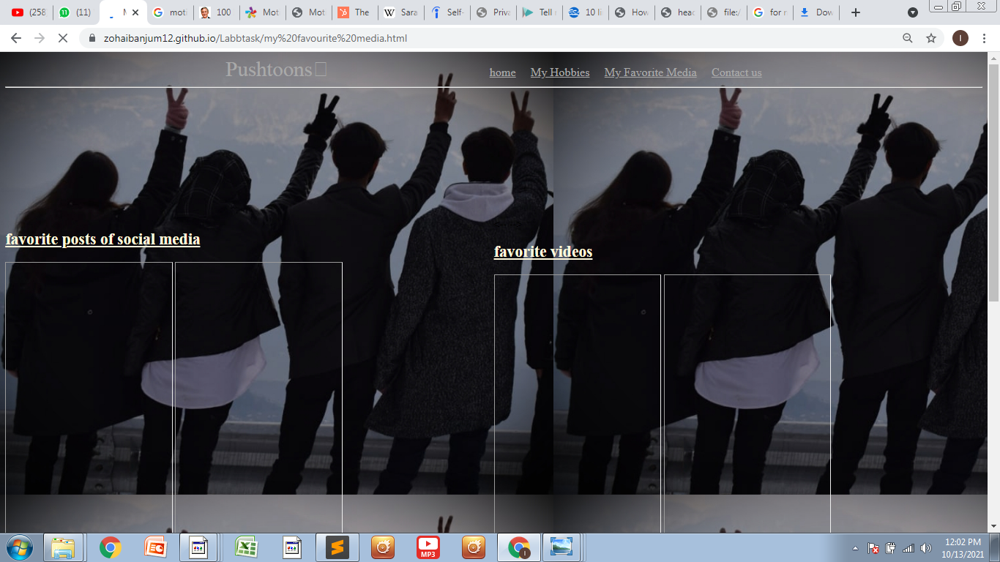 (258
(11)
M
moti
100
Mot
Mot
The
Sara
Self-
Priva
Tell
10 li
How
head
file:/
for r
Dow
zohaibanjum12.github.io/Labbtask/my%20favourite%20media.html
I
Pushtoons
home My Hobbies My Favorite Media Contact us
favorite posts of social media
favorite videos
MP3
I
12:02 PM
10/13/2021